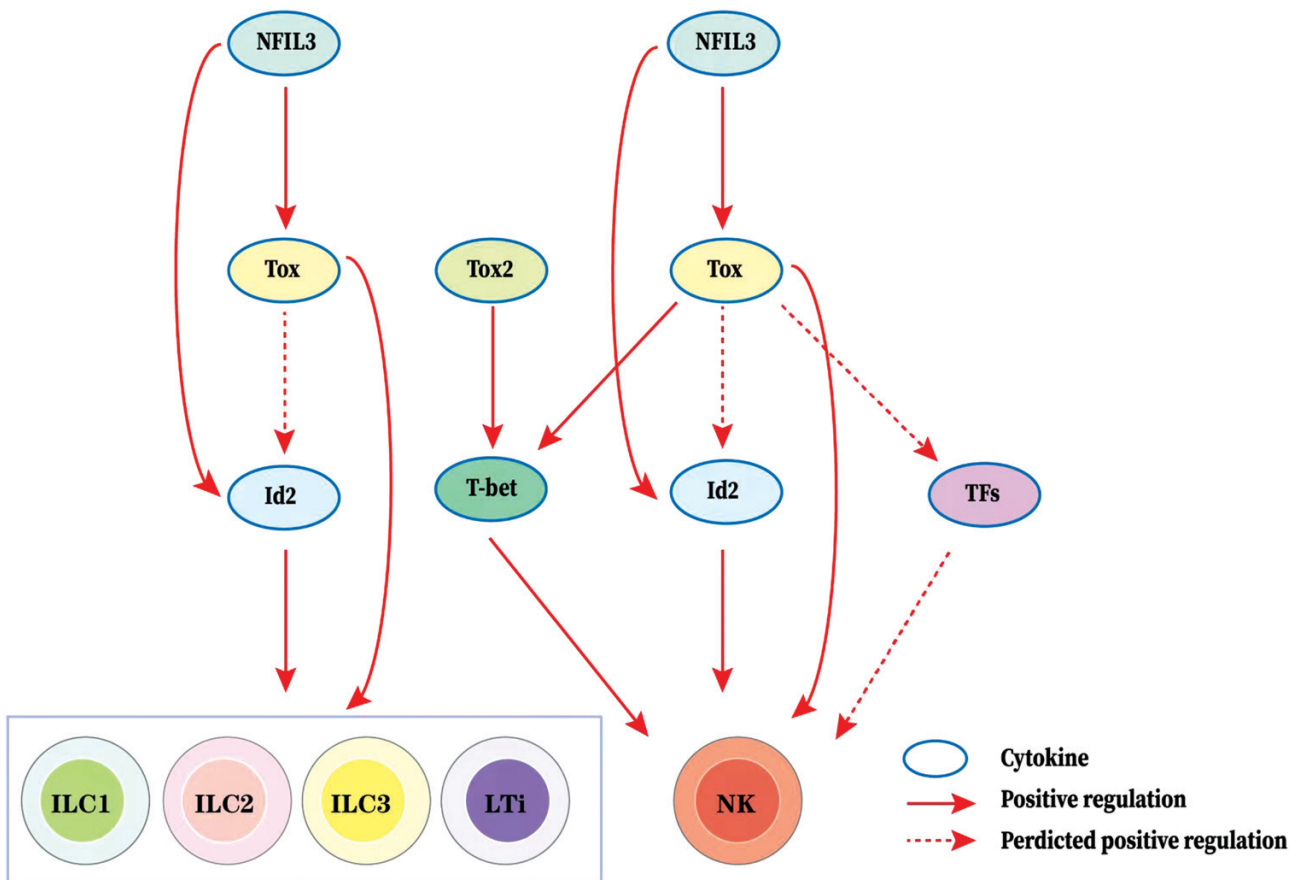 NFIL3
NFIL3
Tox
Tox2
Tox
Id2
T-bet
Id2
TFs
ILC1
ILC2
ILC3
LTi
NK
Cytokine
Positive regulation
Perdicted positive regulation